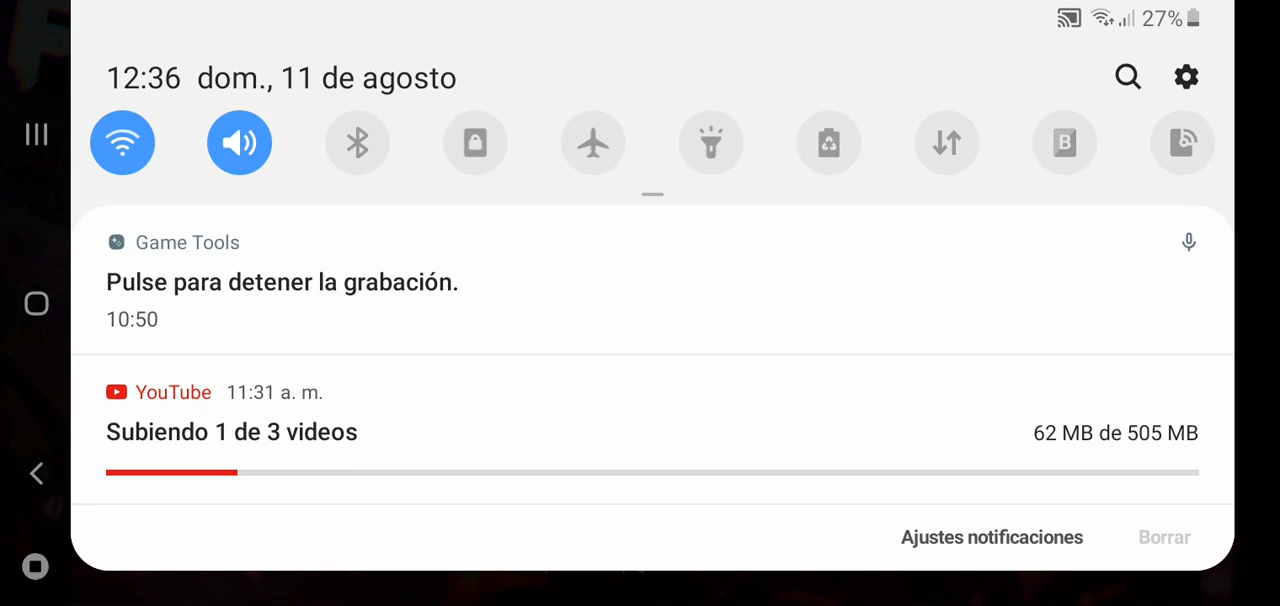 27%
12:36 dom., 11 de agosto
B
Game Tools
Pulse para detener la grabación.
10:50
YouTube 11:31 a. m.
Subiendo 1 de 3 videos 62 MB de 505 MB
Ajustes notificaciones Borrar